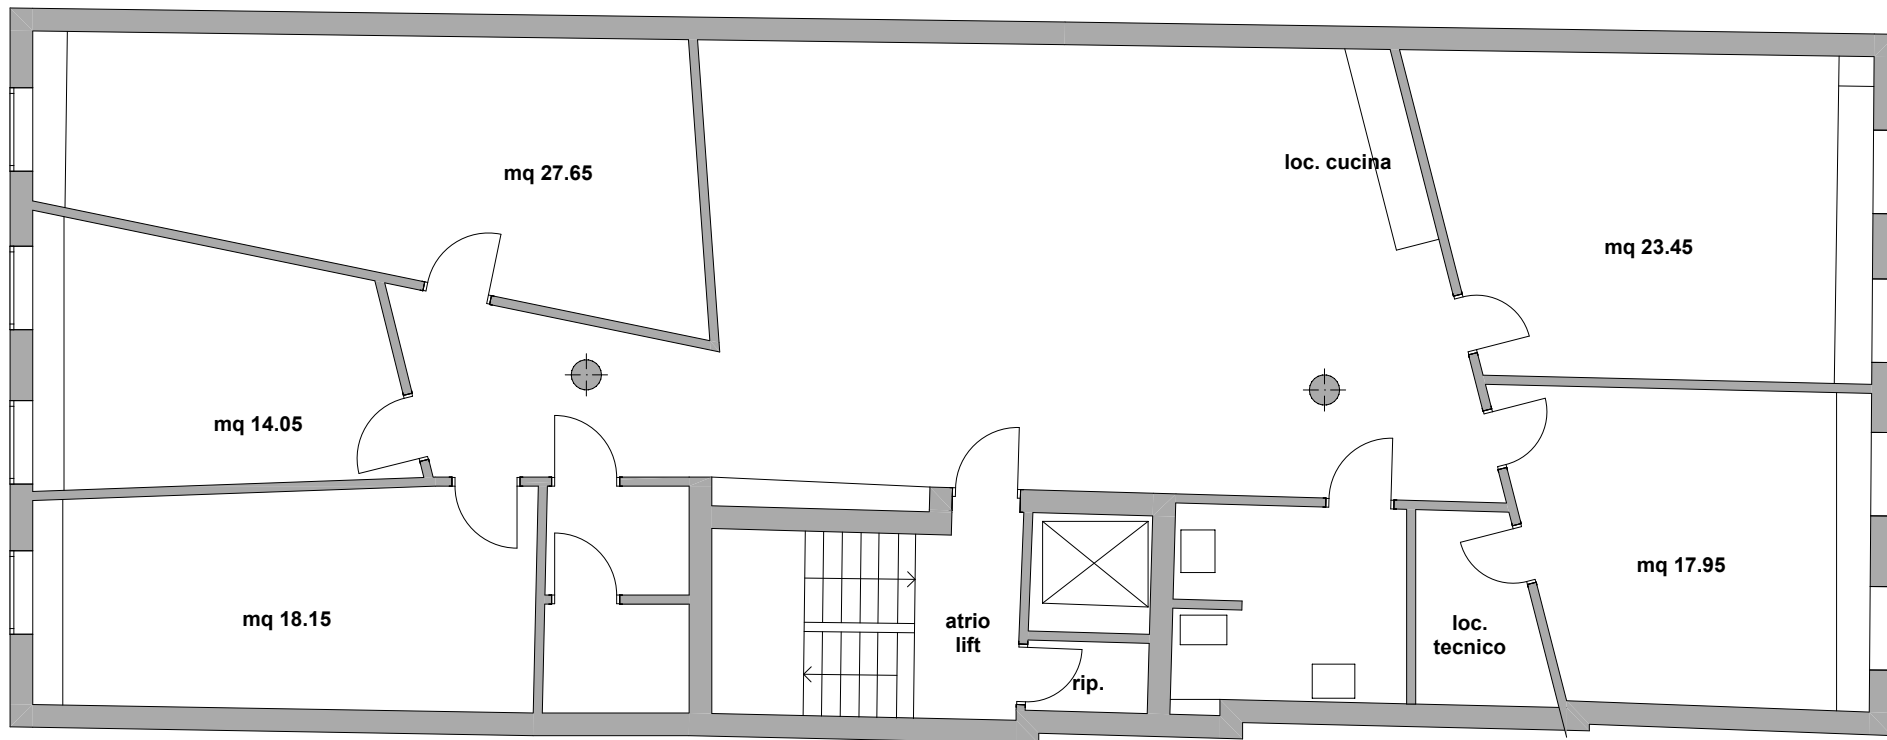 mq 27.65
loc. cucina
mq 23.45
mq 14.05
mq 18.15
atrio
lift
rip.
loc.
tecnico
mq 17.95